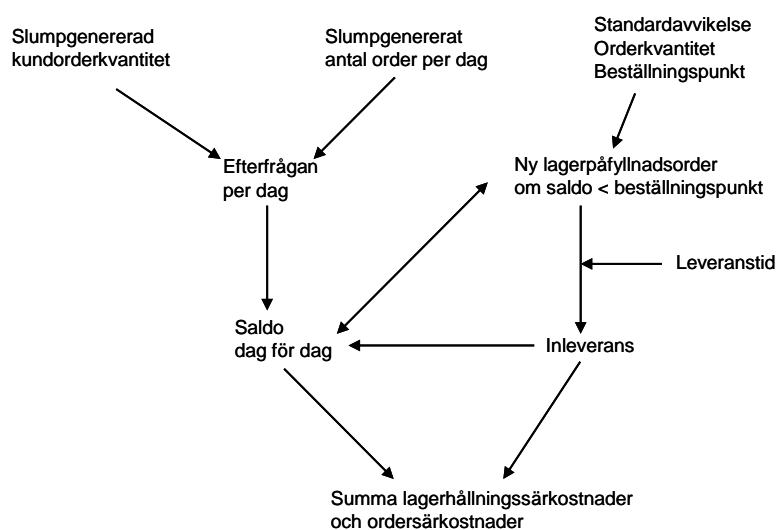 Slumpgenererad
kundorderkvantitet
Slumpgenererat
antal order per dag
Standardavvikelse
Orderkvantitet
Beställningspunkt
Efterfrågan
per dag
Ny lagerpåfyllnadsorder
om saldo < beställningspunkt
Leveranstid
Saldo
dag för dag
Inleverans
Summa lagerhållningssärkostnader
och ordersärkostnader